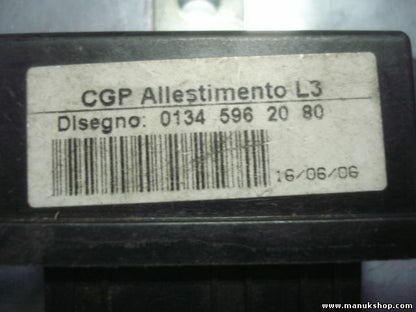 CGP Allestimento L3
Disegno: 0134 596 20 80
16/06/06
www.manukshop.com